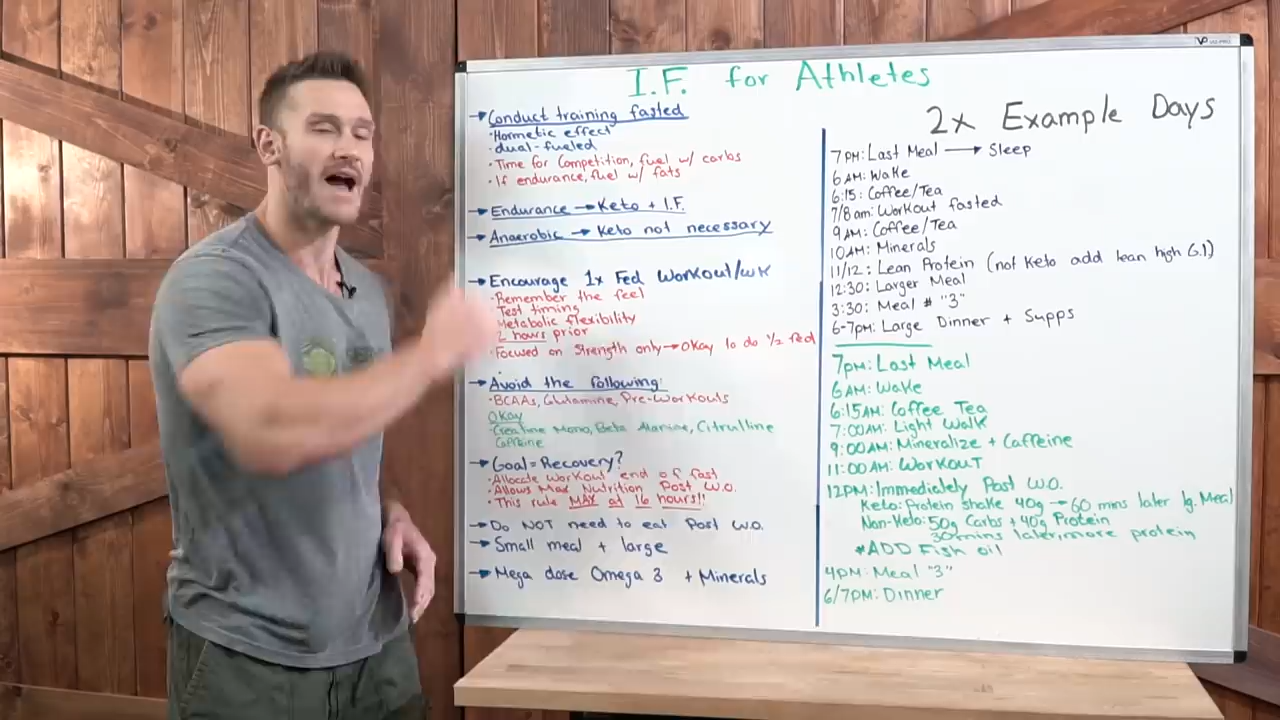 I.F. for Athletes
→ Conduct training fasted
• Hormetic effect
• dual-fueled
• Time for Competition, fuel w/ carbs
• If endurance, fuel w/ fats
→ Endurance → Keto + I.F.
→ Anaerobic → Keto not necessary
→ Encourage 1x Fed Workout/wk
• Remember the feel
• Test timing
• Metabolic flexibility
2 hours prior
• Focused on Strength only → Okay to do 1/2 fed
→ Avoid the following:
• BCAAs, Glutamine, Pre-Workouts
Okay
• Creatine Mono, Beta Alanine, Citrulline
Caffeine
→ Goal = Recovery?
• Allocate Workout end of fast
• Allows Max Nutrition Post W.O.
• This rule MAX at 16 hours!!
→ Do NOT need to eat Post W.O.
→ Small meal + large
→ Mega dose Omega 3 + Minerals
2x Example Days
7PM: Last Meal → Sleep
6AM: Wake
6:15: Coffee/Tea
7/8am: Workout fasted
9AM: Coffee/Tea
10AM: Minerals
11/12: Lean Protein (not Keto add lean high G.I)
12:30: Larger Meal
3:30: Meal # "3"
6-7PM: Large Dinner + Supps
7PM: Last Meal
6AM: Wake
6:15AM: Coffee Tea
7:00AM: Light Walk
9:00AM: Mineralize + Caffeine
11:00AM: Workout
12PM: Immediately Post W.O.
Keto: Protein shake 40g → 60 mins later lg. Meal
Non-Keto: 50g Carbs + 40g Protein
30mins later, more protein
*ADD Fish oil
4PM: Meal "3"
6/7PM: Dinner